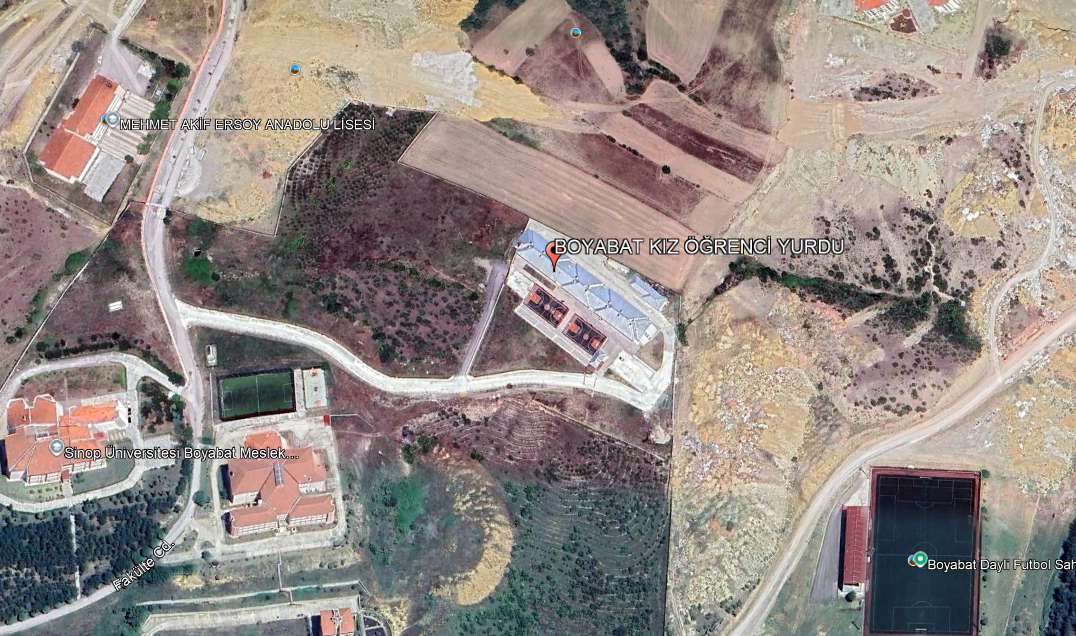 MEHMET AKİF ERSOY ANADOLU LİSESİ
BOYABAT KIZ ÖĞRENCİ YURDU
Sinop Üniversitesi Boyabat Meslek...
Fakülte Cd.
Boyabat Dayli Futbol Sah